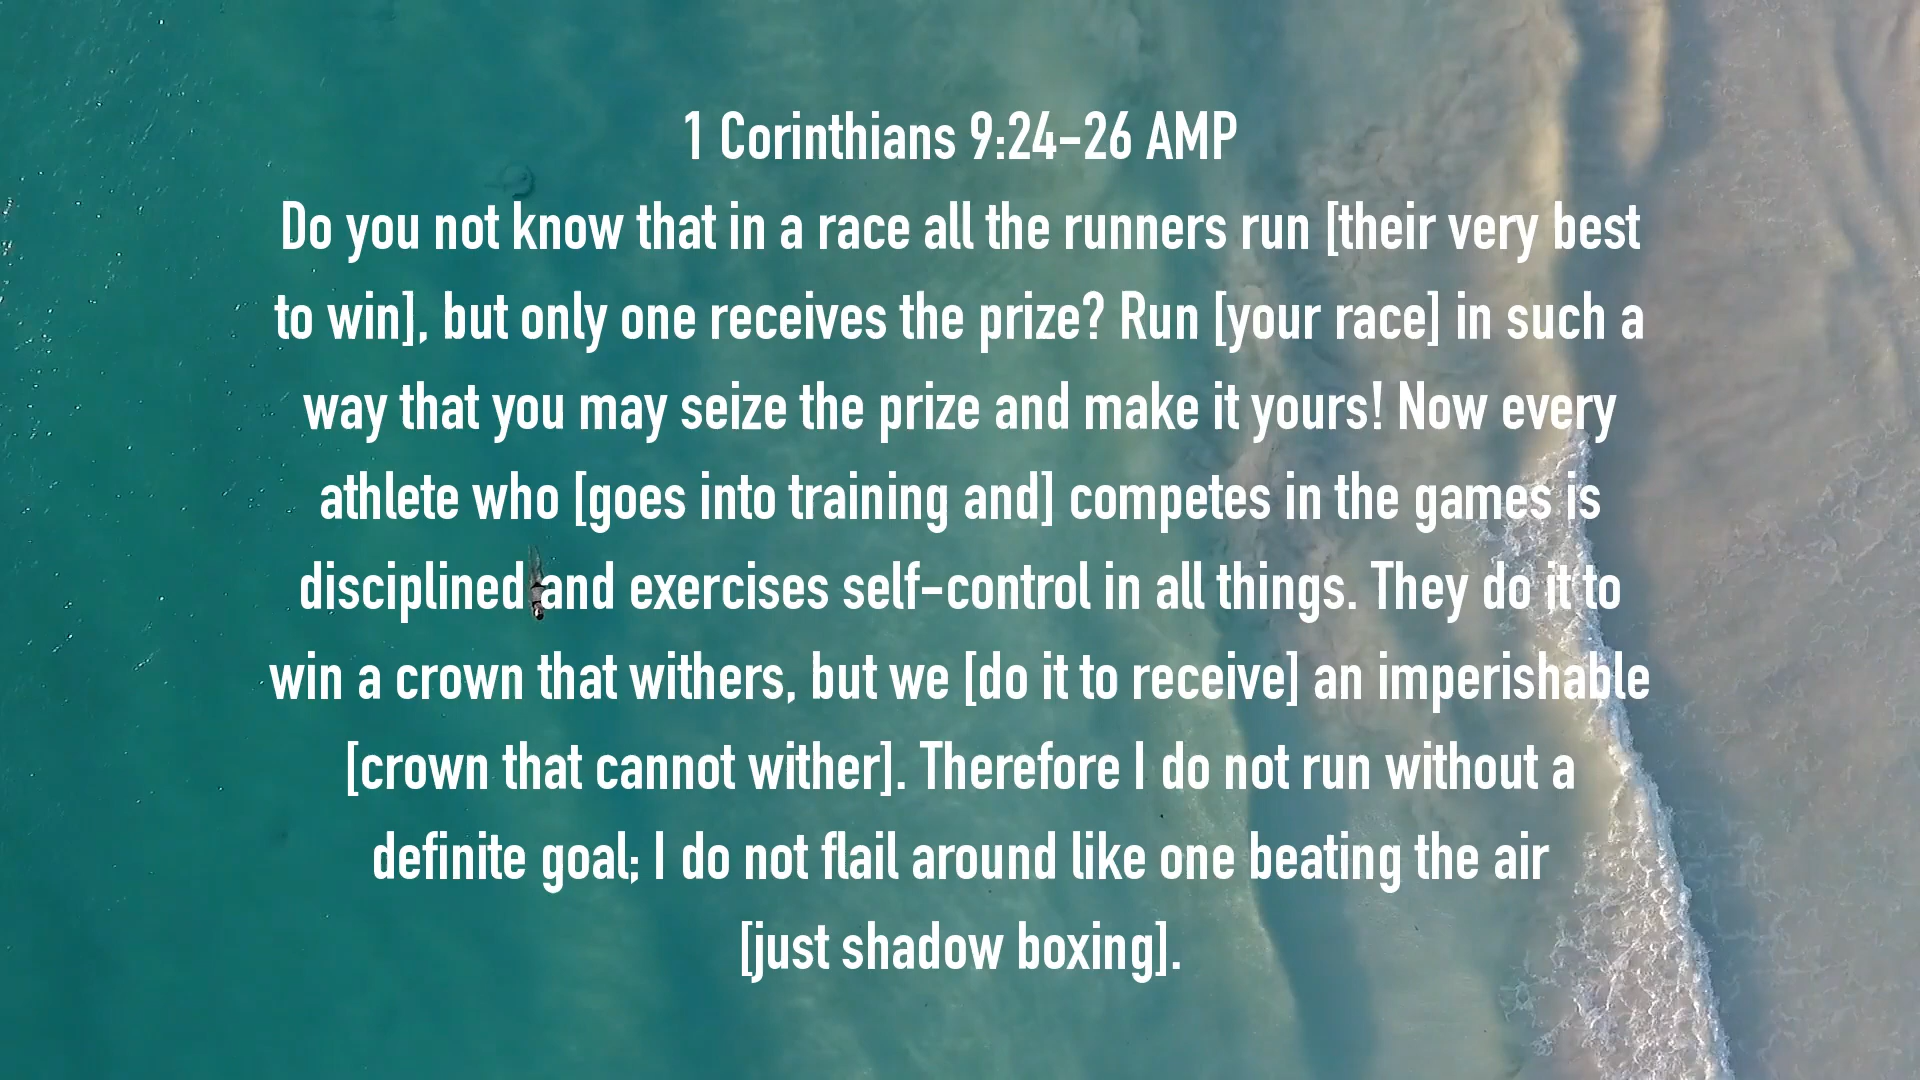 1 Corinthians 9:24-26 AMP
Do you not know that in a race all the runners run [their very best
to win], but only one receives the prize? Run [your race] in such a
way that you may seize the prize and make it yours! Now every
athlete who [goes into training and] competes in the games is
disciplined and exercises self-control in all things. They do it to
win a crown that withers, but we [do it to receive] an imperishable
[crown that cannot wither]. Therefore I do not run without a
definite goal; I do not flail around like one beating the air
[just shadow boxing].